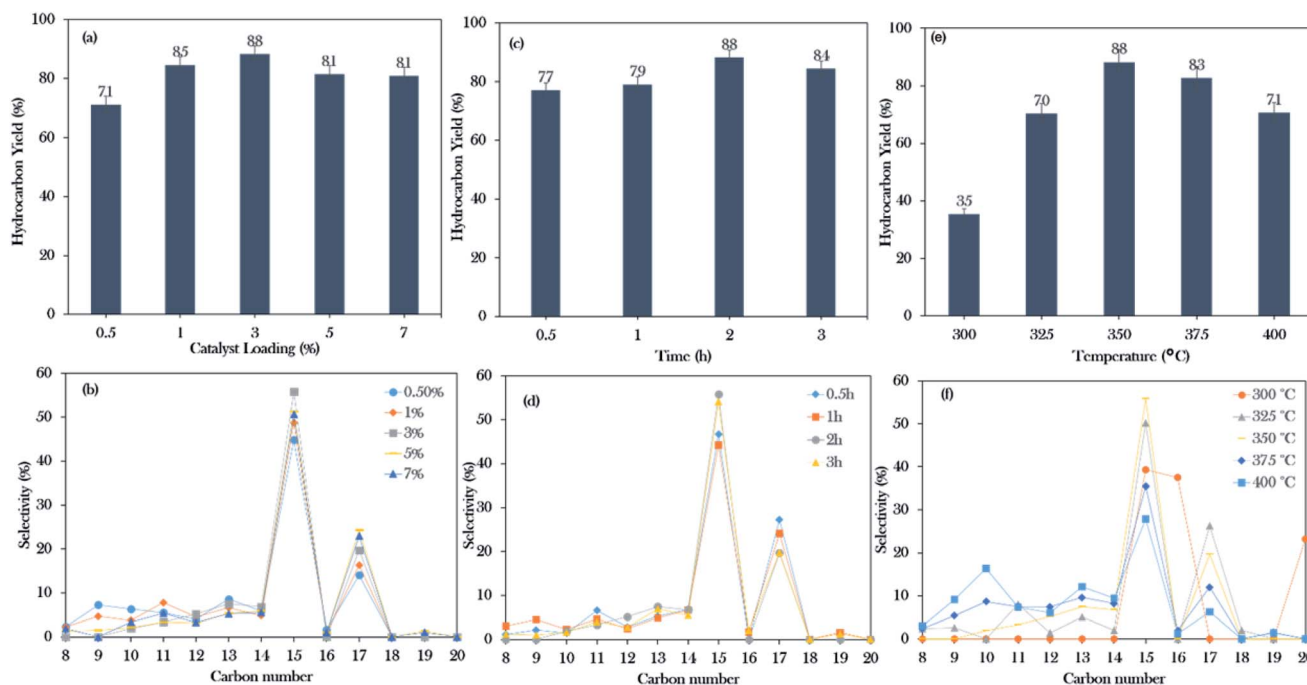 (a)
Hydrocarbon Yield (%)
100
80
60
40
20
0
71
85
88
81
81
0.5 1 3 5 7
Catalyst Loading (%)
(c)
Hydrocarbon Yield (%)
100
80
60
40
20
0
77
79
88
84
0.5 1 2 3
Time (h)
(e)
Hydrocarbon Yield (%)
100
80
60
40
20
0
35
70
88
83
71
300 325 350 375 400
Temperature (°C)
(b)
Selectivity (%)
60
50
40
30
20
10
0
0.50%
1%
3%
5%
7%
8 9 10 11 12 13 14 15 16 17 18 19 20
Carbon number
(d)
Selectivity (%)
60
50
40
30
20
10
0
0.5h
1h
2h
3h
8 9 10 11 12 13 14 15 16 17 18 19 20
Carbon number
(f)
Selectivity (%)
60
50
40
30
20
10
0
300 °C
325 °C
350 °C
375 °C
400 °C
8 9 10 11 12 13 14 15 16 17 18 19 20
Carbon number